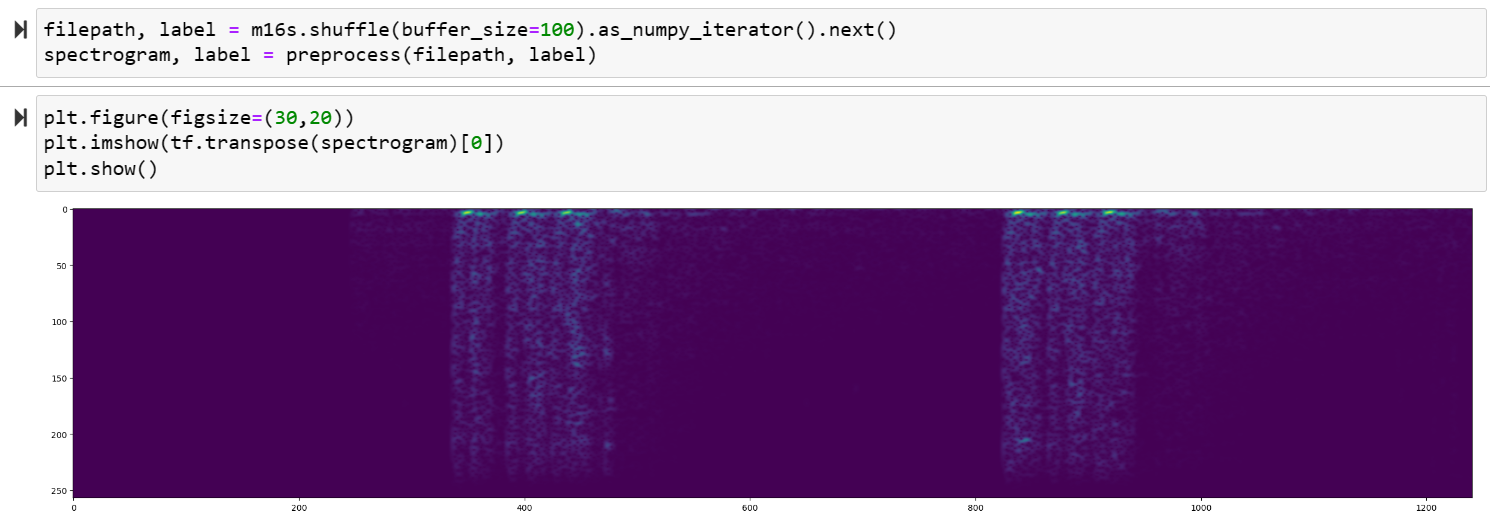 filepath, label = m16s.shuffle(buffer_size=100).as_numpy_iterator().next()
spectrogram, label = preprocess(filepath, label)
plt.figure(figsize=(30,20))
plt.imshow(tf.transpose(spectrogram)[0])
plt.show()
0
50
100
150
200
250
0 200 400 600 800 1000 1200